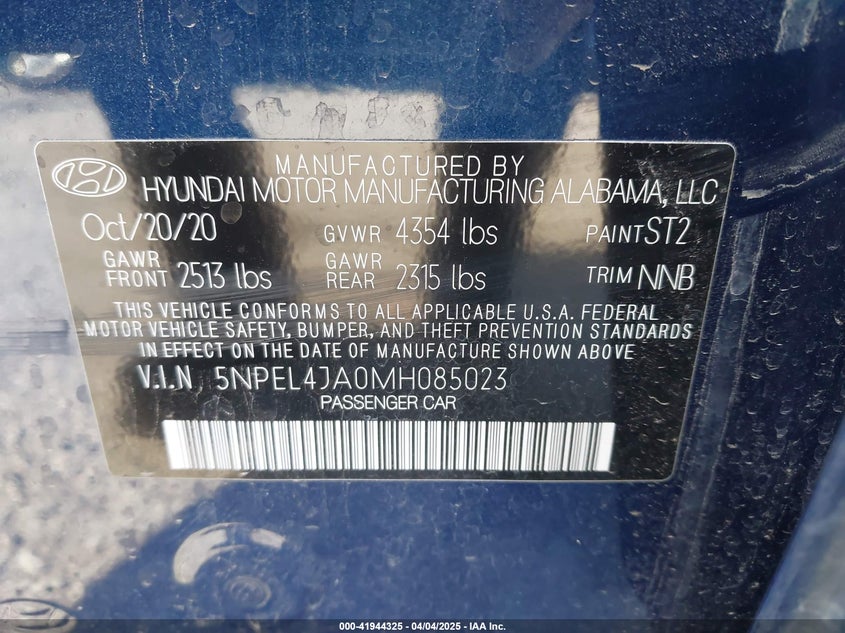 MANUFACTURED BY
HYUNDAI MOTOR MANUFACTURING ALABAMA, LLC
Oct/20/20 GVWR 4354 lbs PAINT ST2
GAWR FRONT 2513 lbs GAWR REAR 2315 lbs TRIM NNB
THIS VEHICLE CONFORMS TO ALL APPLICABLE U.S.A. FEDERAL
MOTOR VEHICLE SAFETY, BUMPER, AND THEFT PREVENTION STANDARDS
IN EFFECT ON THE DATE OF MANUFACTURE SHOWN ABOVE
V.I.N 5NPEL4JA0MH085023
PASSENGER CAR
000-41944325 - 04/04/2025 - IAA Inc.